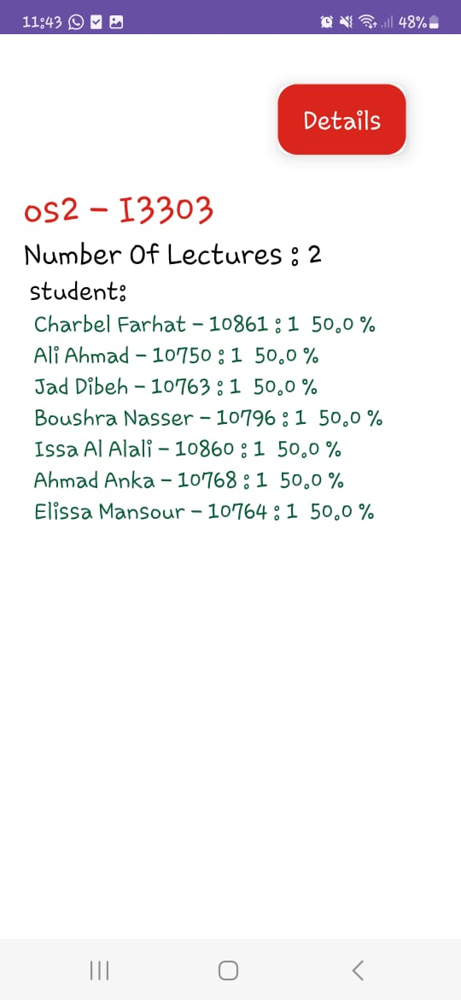 11:43 48%
Details
os2 - I3303
Number Of Lectures : 2
student:
Charbel Farhat - 10861 : 1 50.0 %
Ali Ahmad - 10750 : 1 50.0 %
Jad Dibeh - 10763 : 1 50.0 %
Boushra Nasser - 10796 : 1 50.0 %
Issa Al Alali - 10860 : 1 50.0 %
Ahmad Anka - 10768 : 1 50.0 %
Elissa Mansour - 10764 : 1 50.0 %